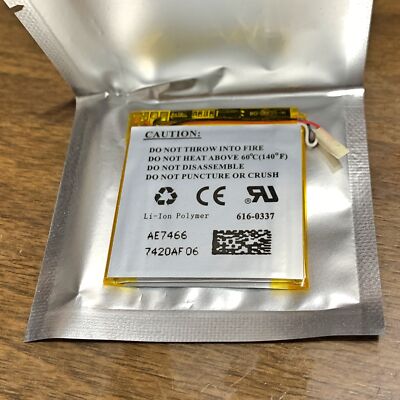 CAUTION:
DO NOT THROW INTO FIRE
DO NOT HEAT ABOVE 60°C(140°F)
DO NOT DISASSEMBLE
DO NOT PUNCTURE OR CRUSH
CE
Li-Ion Polymer 616-0337
AE7466
7420AF06